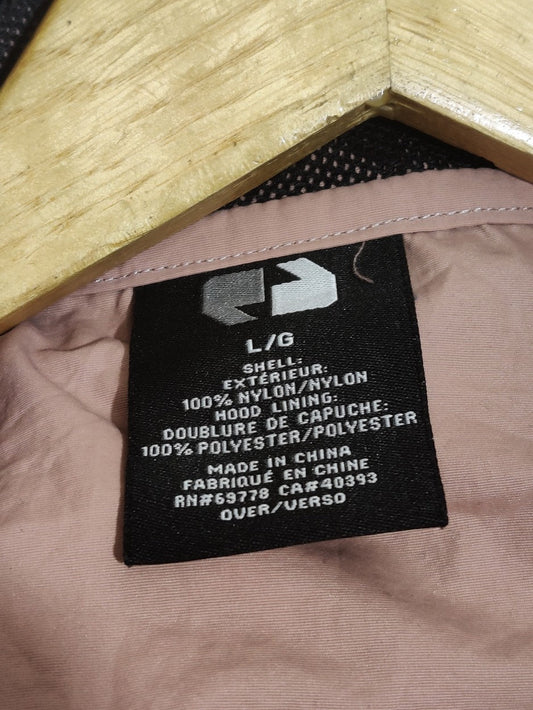 L/G
SHELL:
EXTÉRIEUR:
100% NYLON/NYLON
HOOD LINING:
DOUBLURE DE CAPUCHE:
100% POLYESTER/POLYESTER
MADE IN CHINA
FABRIQUÉ EN CHINE
RN#69778 CA#40393
OVER/VERSO